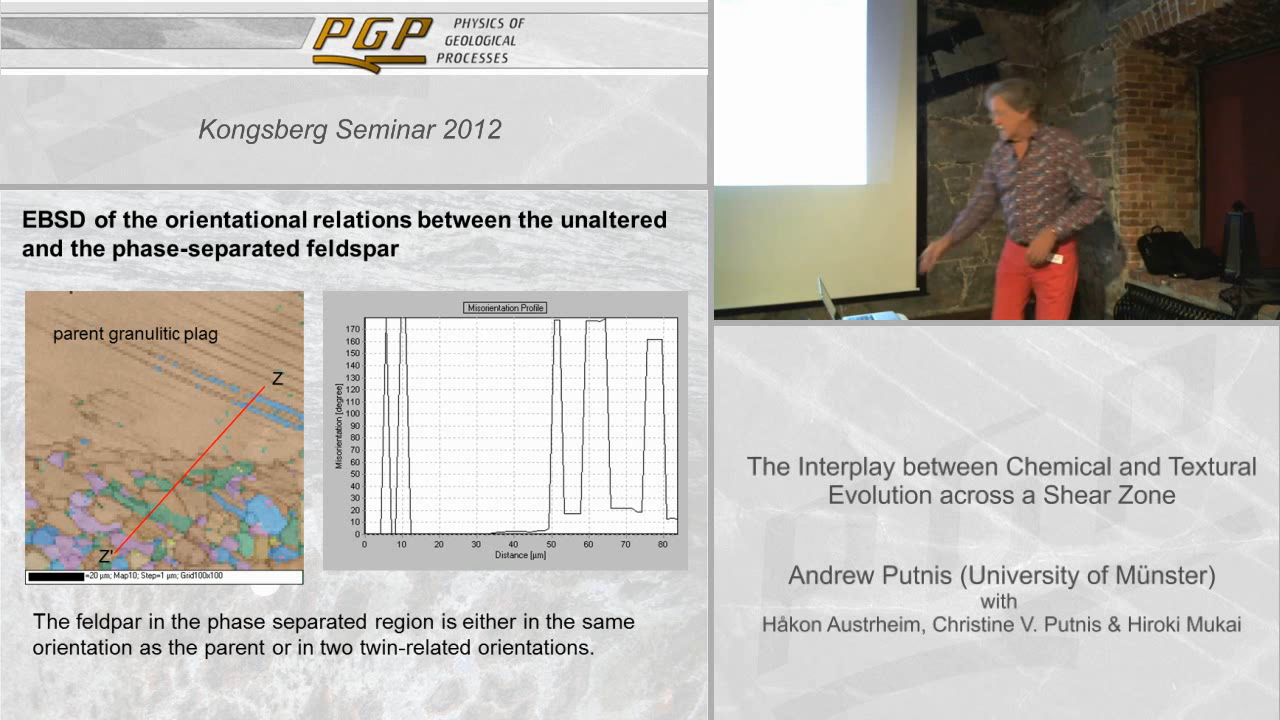 PGP
PHYSICS OF
GEOLOGICAL
PROCESSES
Kongsberg Seminar 2012
EBSD of the orientational relations between the unaltered
and the phase-separated feldspar
parent granulitic plag
Z
Z'
=20 µm; Map10; Step=1 µm; Grid100x100
Misorientation Profile
Misorientation [degree]
170
160
150
140
130
120
110
100
90
80
70
60
50
40
30
20
10
0
0 10 20 30 40 50 60 70 80
Distance [µm]
The feldpar in the phase separated region is either in the same
orientation as the parent or in two twin-related orientations.
The Interplay between Chemical and Textural
Evolution across a Shear Zone
Andrew Putnis (University of Münster)
with
Håkon Austrheim, Christine V. Putnis & Hiroki Mukai